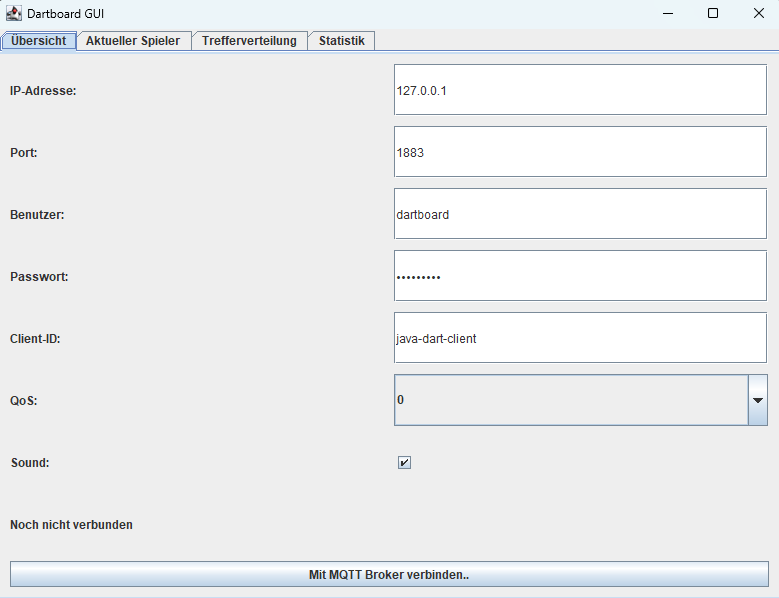 Dartboard GUI
Übersicht Aktueller Spieler Trefferverteilung Statistik
IP-Adresse: 127.0.0.1
Port: 1883
Benutzer: dartboard
Passwort: •••••••••
Client-ID: java-dart-client
QoS: 0
Sound:
Noch nicht verbunden
Mit MQTT Broker verbinden..